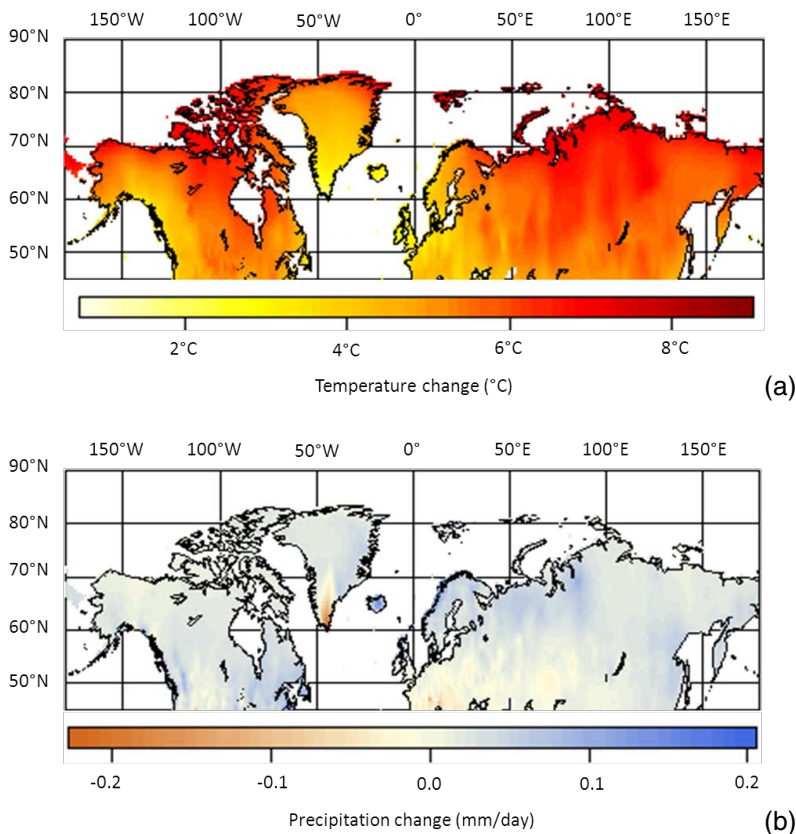 150°W 100°W 50°W 0° 50°E 100°E 150°E
90°N
80°N
70°N
60°N
50°N
2°C 4°C 6°C 8°C
Temperature change (°C)
(a)
150°W 100°W 50°W 0° 50°E 100°E 150°E
90°N
80°N
70°N
60°N
50°N
-0.2 -0.1 0.0 0.1 0.2
Precipitation change (mm/day)
(b)